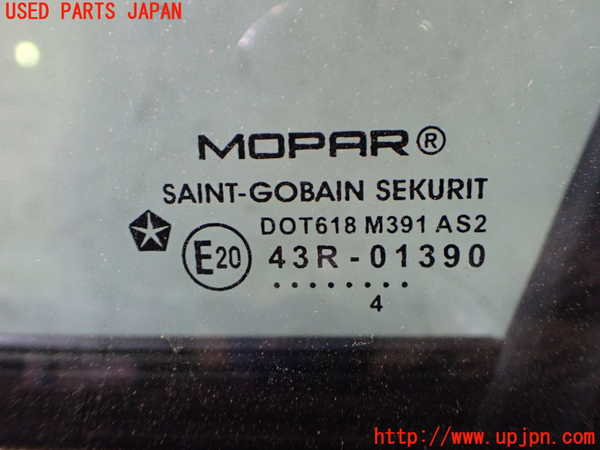 USED PARTS JAPAN
MOPAR®
SAINT-GOBAIN SEKURIT
DOT618 M391 AS2
E20 43R-01390
........
4
http://www.upjpn.com/